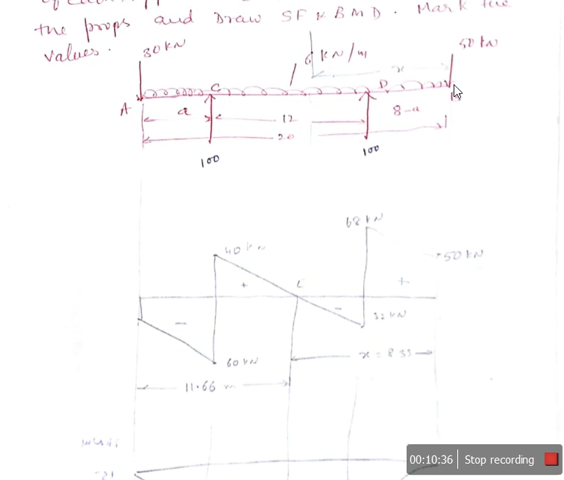 the props and Draw SF & BMD. Mark the
values.
30 kN
6 kN/m
50 kN
x
A
C
D
a
12
8-a
20
100
100
68 kN
40 kN
50 kN
+
E
+
-
-
32 kN
60 kN
x = 8.33
11.66 m
00:10:36 Stop recording